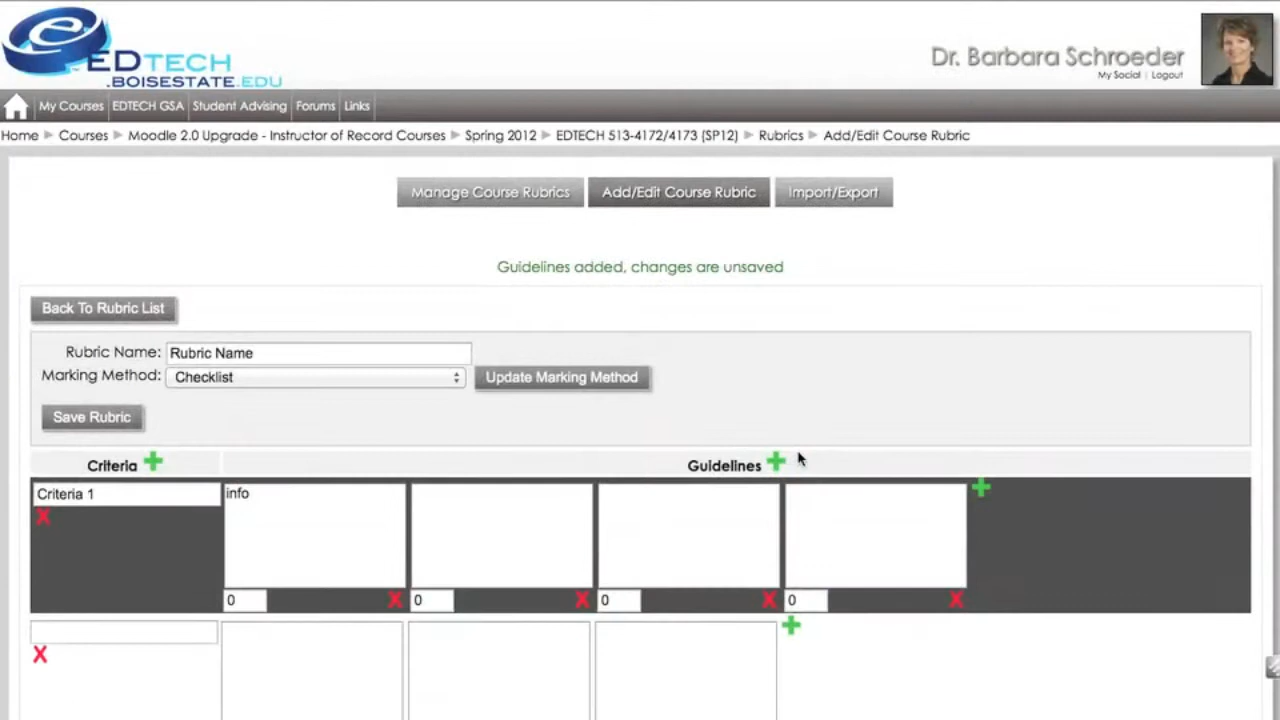 EDTECH
.BOISESTATE.EDU
Dr. Barbara Schroeder
My Social | Logout
My Courses EDTECH GSA Student Advising Forums Links
Home Courses Moodle 2.0 Upgrade - Instructor of Record Courses Spring 2012 EDTECH 513-4172/4173 (SP12) Rubrics Add/Edit Course Rubric
Manage Course Rubrics Add/Edit Course Rubric Import/Export
Guidelines added, changes are unsaved
Back To Rubric List
Rubric Name: Rubric Name
Marking Method: Checklist Update Marking Method
Save Rubric
Criteria Guidelines
Criteria 1 info
0 X 0 X 0 X 0 X